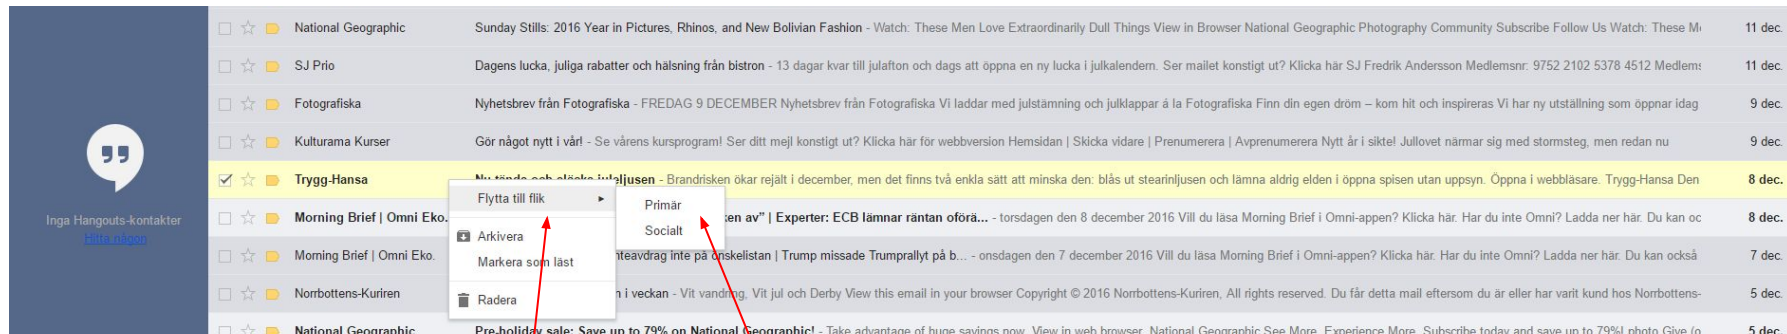 National Geographic Sunday Stills: 2016 Year in Pictures, Rhinos, and New Bolivian Fashion - Watch: These Men Love Extraordinarily Dull Things View in Browser National Geographic Photography Community Subscribe Follow Us Watch: These 11 dec.
SJ Prio Dagens lucka, juliga rabatter och hälsning från bistron - 13 dagar kvar till julafton och dags att öppna en ny lucka i julkalendern. Ser mailet konstigt ut? Klicka här SJ Fredrik Andersson Medlemsnr: 9752 2102 5378 4512 Medlems 11 dec.
Fotografiska Nyhetsbrev från Fotografiska - FREDAG 9 DECEMBER Nyhetsbrev från Fotografiska Vi laddar med julstämning och julklappar á la Fotografiska Finn din egen dröm – kom hit och inspireras Vi har ny utställning som öppnar idag 9 dec.
Kulturama Kurser Gör något nytt i vår! - Se vårens kursprogram! Ser ditt mejl konstigt ut? Klicka här för webbversion Hemsidan | Skicka vidare | Prenumerera | Avprenumerera Nytt år i sikte! Jullovet närmar sig med stormsteg, men redan nu 9 dec.
Trygg-Hansa juleljusen - Brandrisken ökar rejält i december, men det finns två enkla sätt att minska den: blås ut stearinljusen och lämna aldrig elden i öppna spisen utan uppsyn. Öppna i webbläsare. Trygg-Hansa Den 8 dec.
Flytta till flik
Primär
Socialt
Arkivera
Markera som läst
Radera
Inga Hangouts-kontakter
Hitta någon
Morning Brief | Omni Eko. ken av" | Experter: ECB lämnar räntan oförä... - torsdagen den 8 december 2016 Vill du läsa Morning Brief i Omni-appen? Klicka här. Har du inte Omni? Ladda ner här. Du kan oc 8 dec.
Morning Brief | Omni Eko. nteavdrag inte på önskelistan | Trump missade Trumprallyt på b... - onsdagen den 7 december 2016 Vill du läsa Morning Brief i Omni-appen? Klicka här. Har du inte Omni? Ladda ner här. Du kan också 7 dec.
Norrbottens-Kuriren n i veckan - Vit vandring, Vit jul och Derby View this email in your browser Copyright © 2016 Norrbottens-Kuriren, All rights reserved. Du får detta mail eftersom du är eller har varit kund hos Norrbottens- 5 dec.
National Geographic Pre-holiday sale: Save up to 79% on National Geographic! - Take advantage of huge savings now. View in web browser. National Geographic See More. Experience More. Subscribe today and save up to 79%! photo Give (o 5 dec.